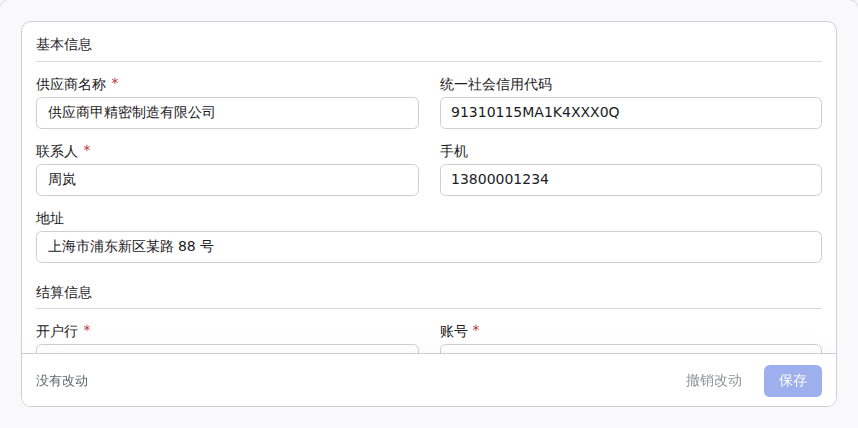 基本信息
供应商名称 * 统一社会信用代码
供应商甲精密制造有限公司 91310115MA1K4XXX0Q
联系人 * 手机
周岚 13800001234
地址
上海市浦东新区某路 88 号
结算信息
开户行 * 账号 *
没有改动 撤销改动 保存